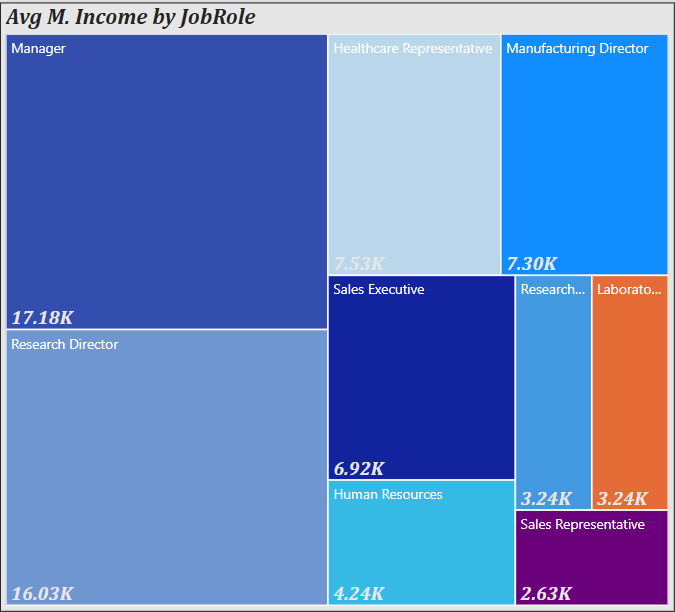 Avg M. Income by JobRole
Manager
17.18K
Research Director
16.03K
Healthcare Representative
7.53K
Manufacturing Director
7.30K
Sales Executive
6.92K
Human Resources
4.24K
Research...
3.24K
Laborato...
3.24K
Sales Representative
2.63K